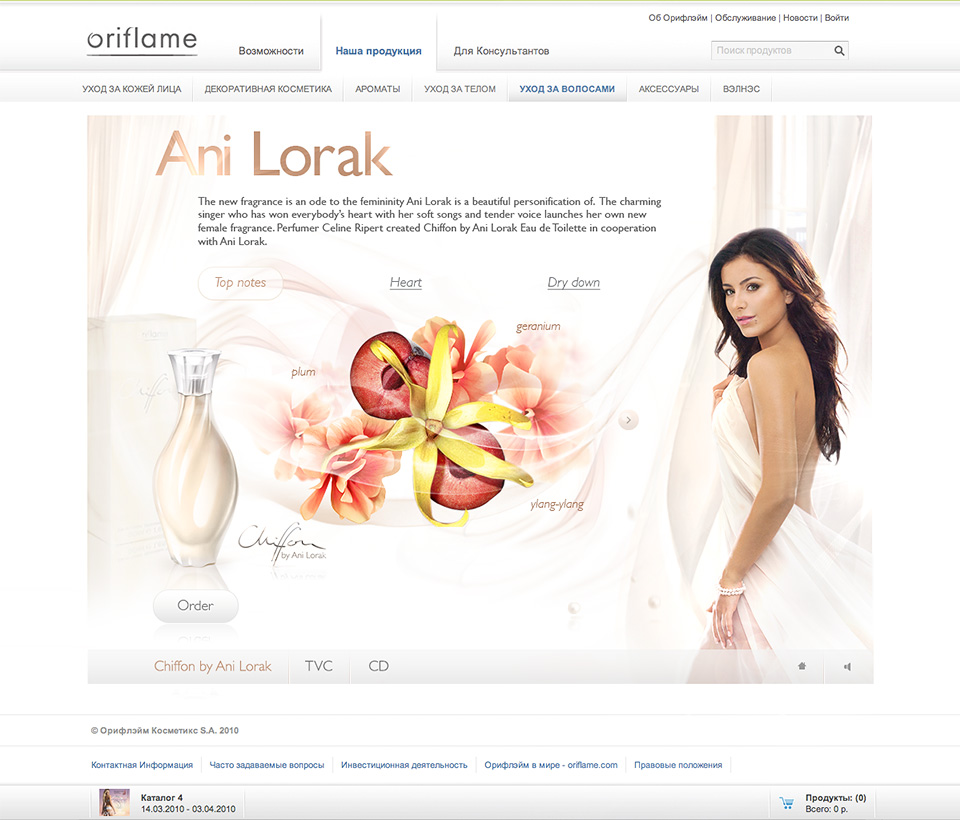 Об Орифлэйм | Обслуживание | Новости | Войти
oriflame
Возможности
Наша продукция
Для Консультантов
Поиск продуктов
УХОД ЗА КОЖЕЙ ЛИЦА
ДЕКОРАТИВНАЯ КОСМЕТИКА
АРОМАТЫ
УХОД ЗА ТЕЛОМ
УХОД ЗА ВОЛОСАМИ
АКСЕССУАРЫ
ВЭЛНЭС
Ani Lorak
The new fragrance is an ode to the femininity Ani Lorak is a beautiful personification of. The charming
singer who has won everybody's heart with her soft songs and tender voice launches her own new
female fragrance. Perfumer Celine Ripert created Chiffon by Ani Lorak Eau de Toilette in cooperation
with Ani Lorak.
Top notes
Heart
Dry down
geranium
plum
ylang-ylang
oriflame
Chiffon
by Ani Lorak
Order
Chiffon by Ani Lorak
TVC
CD
© Орифлэйм Косметикс S.A. 2010
Контактная Информация
Часто задаваемые вопросы
Инвестиционная деятельность
Орифлэйм в мире - oriflame.com
Правовые положения
Каталог 4
14.03.2010 - 03.04.2010
Продукты: (0)
Всего: 0 р.